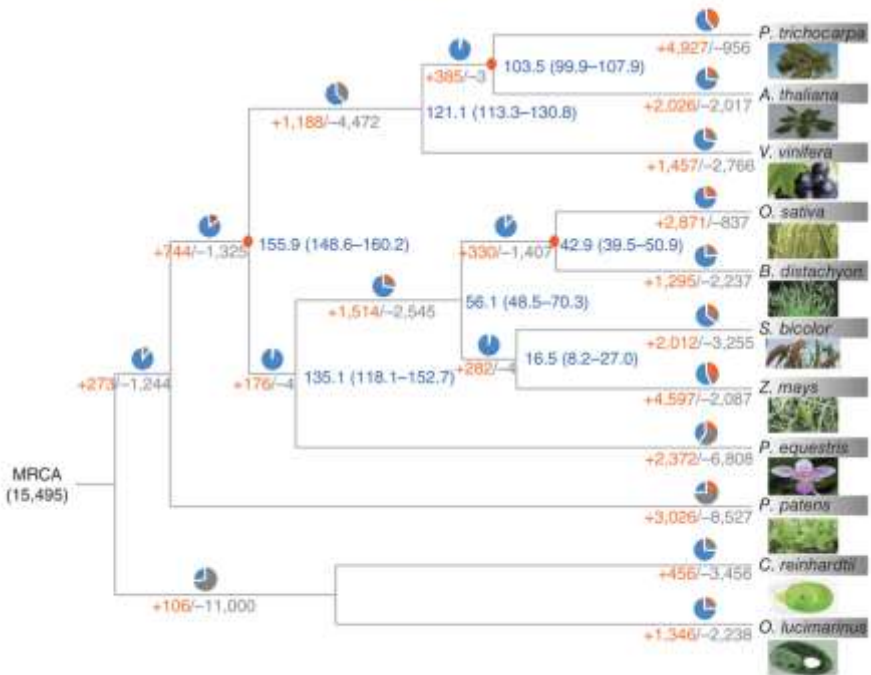 P. trichocarpa
+4,927/−956
+385/−3
103.5 (99.9–107.9)
A. thaliana
+2,026/−2,017
121.1 (113.3–130.8)
+1,188/−4,472
V. vinifera
+1,457/−2,766
O. sativa
+2,871/−837
+744/−1,325
155.9 (148.6–160.2)
+330/−1,407
42.9 (39.5–50.9)
B. distachyon
+1,295/−2,237
+1,514/−2,545
56.1 (48.5–70.3)
S. bicolor
+2,012/−3,255
+273/−1,244
+176/−4
135.1 (118.1–152.7)
+282/−4
16.5 (8.2–27.0)
Z. mays
+4,597/−2,087
P. equestris
+2,372/−6,808
MRCA
(15,495)
P. patens
+3,026/−8,527
C. reinhardtii
+456/−3,456
+106/−11,000
O. lucimarinus
+1,346/−2,238